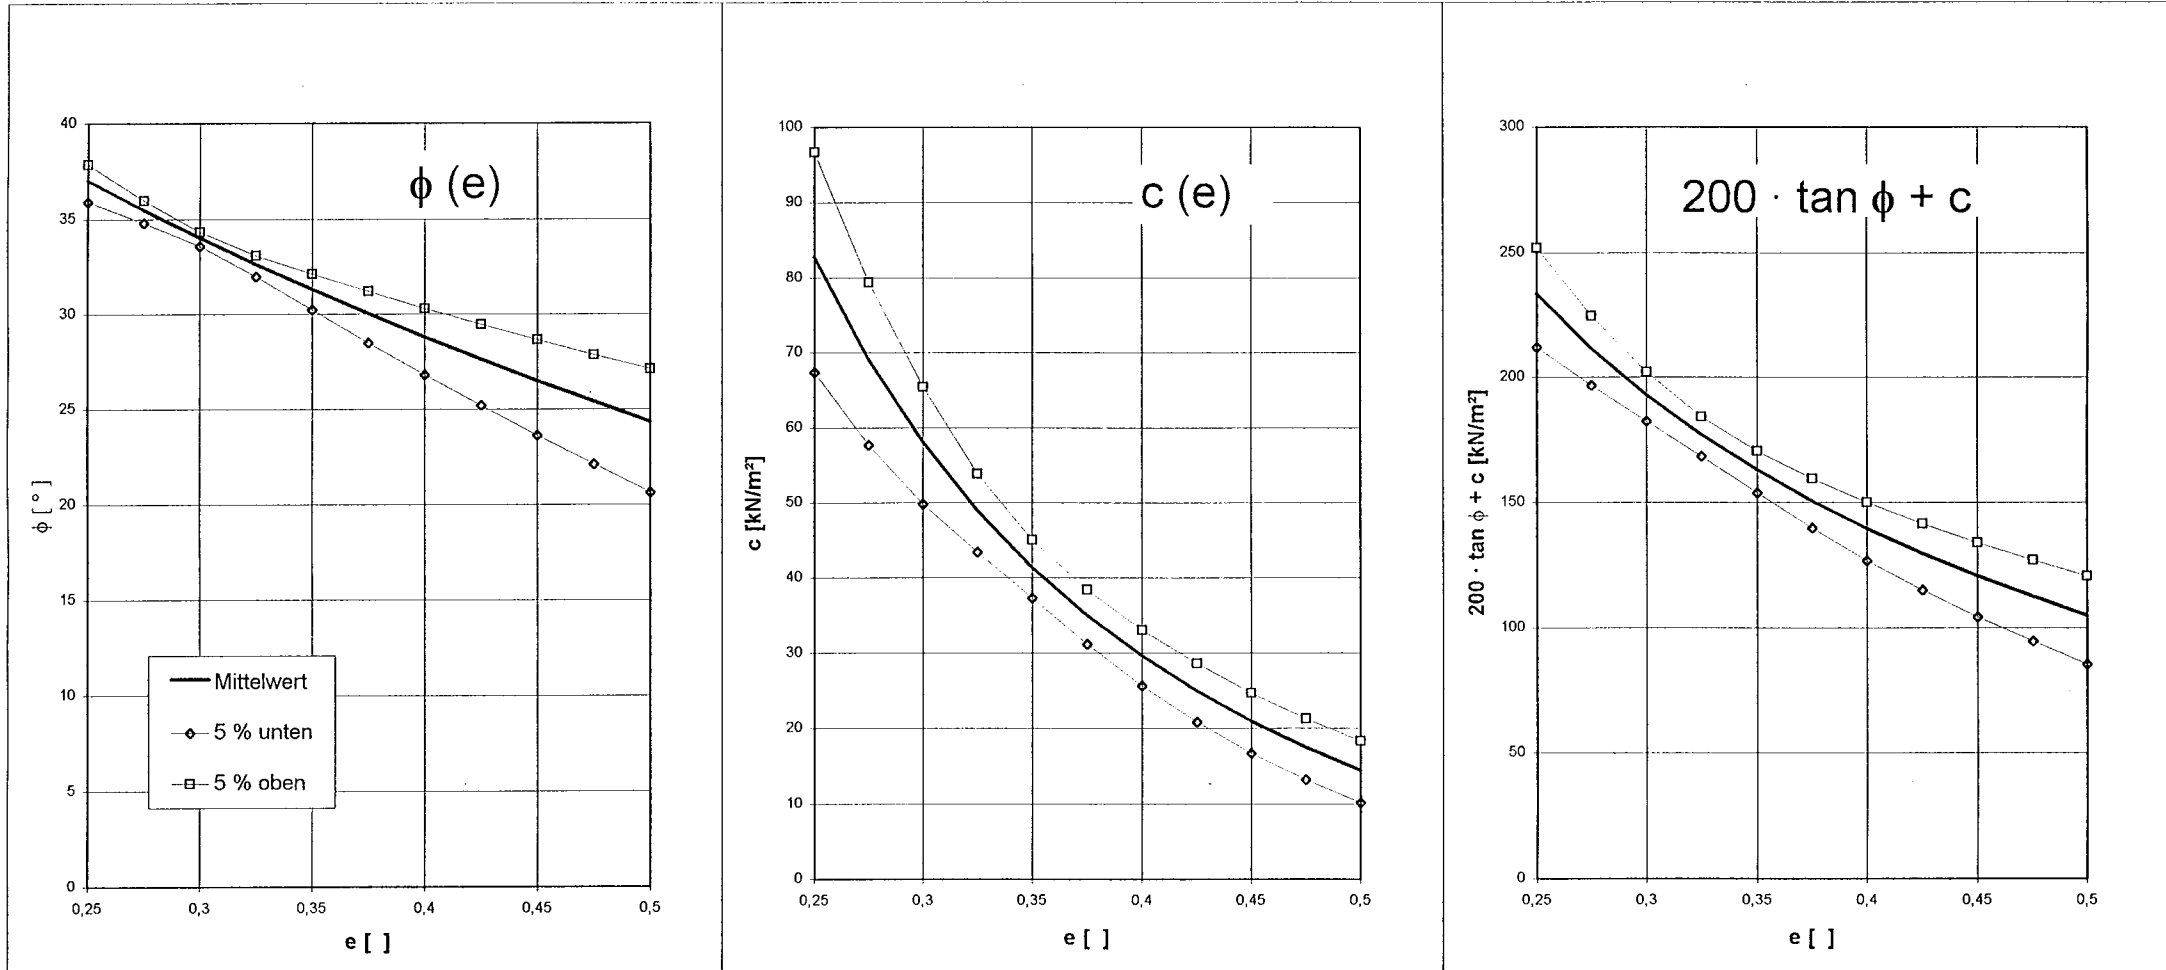 ϕ (e)
40
35
30
25
20
15
10
5
0
ϕ [ ° ]
Mittelwert
5 % unten
5 % oben
0,25 0,3 0,35 0,4 0,45 0,5
e [ ]
c (e)
100
90
80
70
60
50
40
30
20
10
0
c [kN/m²]
0,25 0,3 0,35 0,4 0,45 0,5
e [ ]
200 · tan ϕ + c
300
250
200
150
100
50
0
200 · tan ϕ + c [kN/m²]
0,25 0,3 0,35 0,4 0,45 0,5
e [ ]